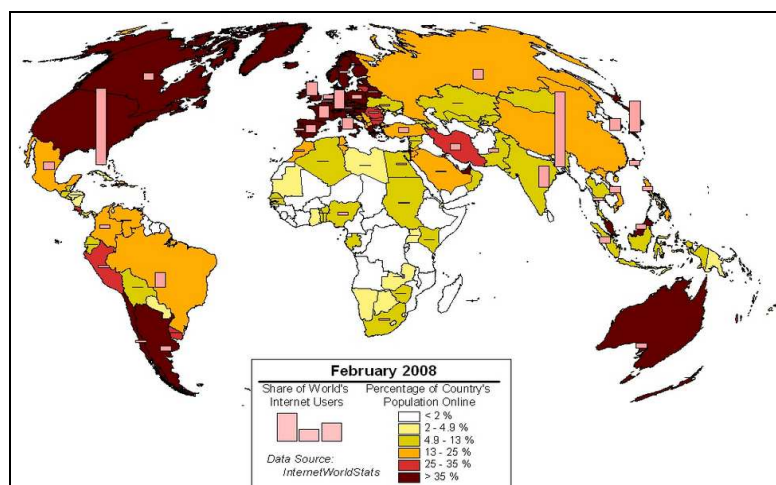 February 2008
Share of World's
Internet Users
Data Source:
InternetWorldStats
Percentage of Country's
Population Online
< 2 %
2 - 4.9 %
4.9 - 13 %
13 - 25 %
25 - 35 %
> 35 %